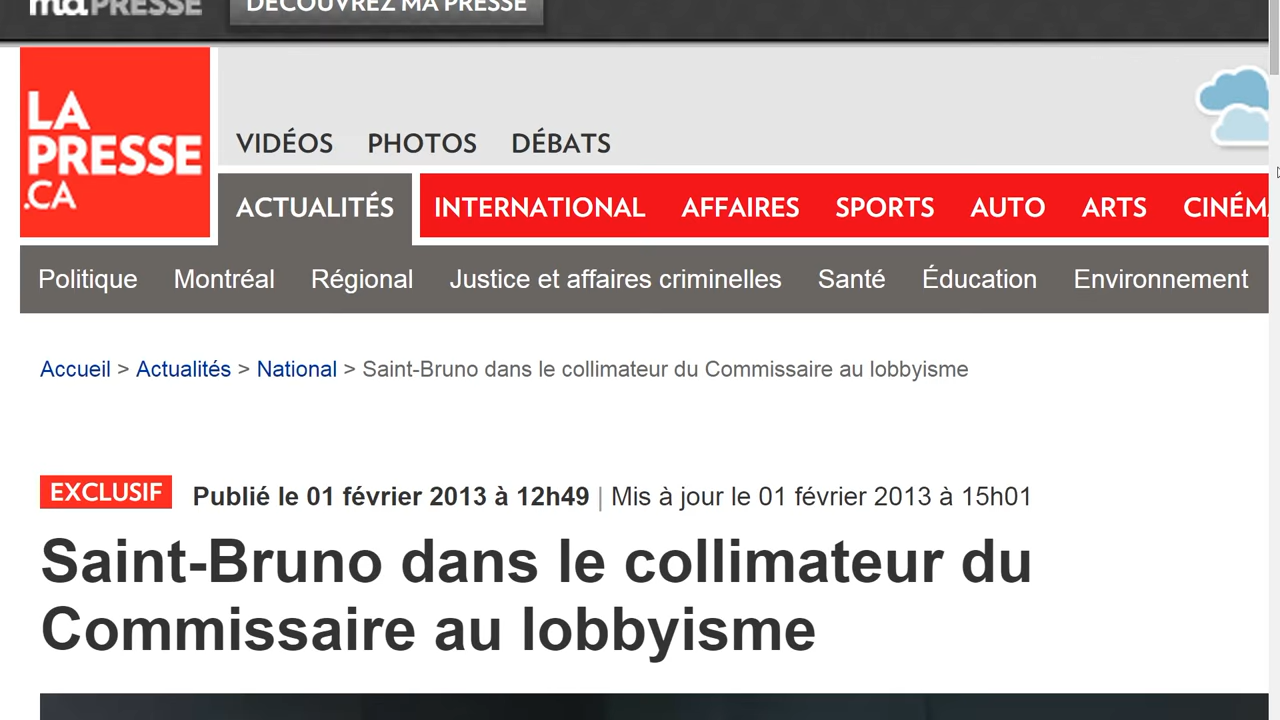 maPRESSE DÉCOUVREZ MA PRESSE
LA
PRESSE
.CA
VIDÉOS PHOTOS DÉBATS
ACTUALITÉS INTERNATIONAL AFFAIRES SPORTS AUTO ARTS CINÉM
Politique Montréal Régional Justice et affaires criminelles Santé Éducation Environnement
Accueil > Actualités > National > Saint-Bruno dans le collimateur du Commissaire au lobbyisme
EXCLUSIF Publié le 01 février 2013 à 12h49 | Mis à jour le 01 février 2013 à 15h01
Saint-Bruno dans le collimateur du
Commissaire au lobbyisme